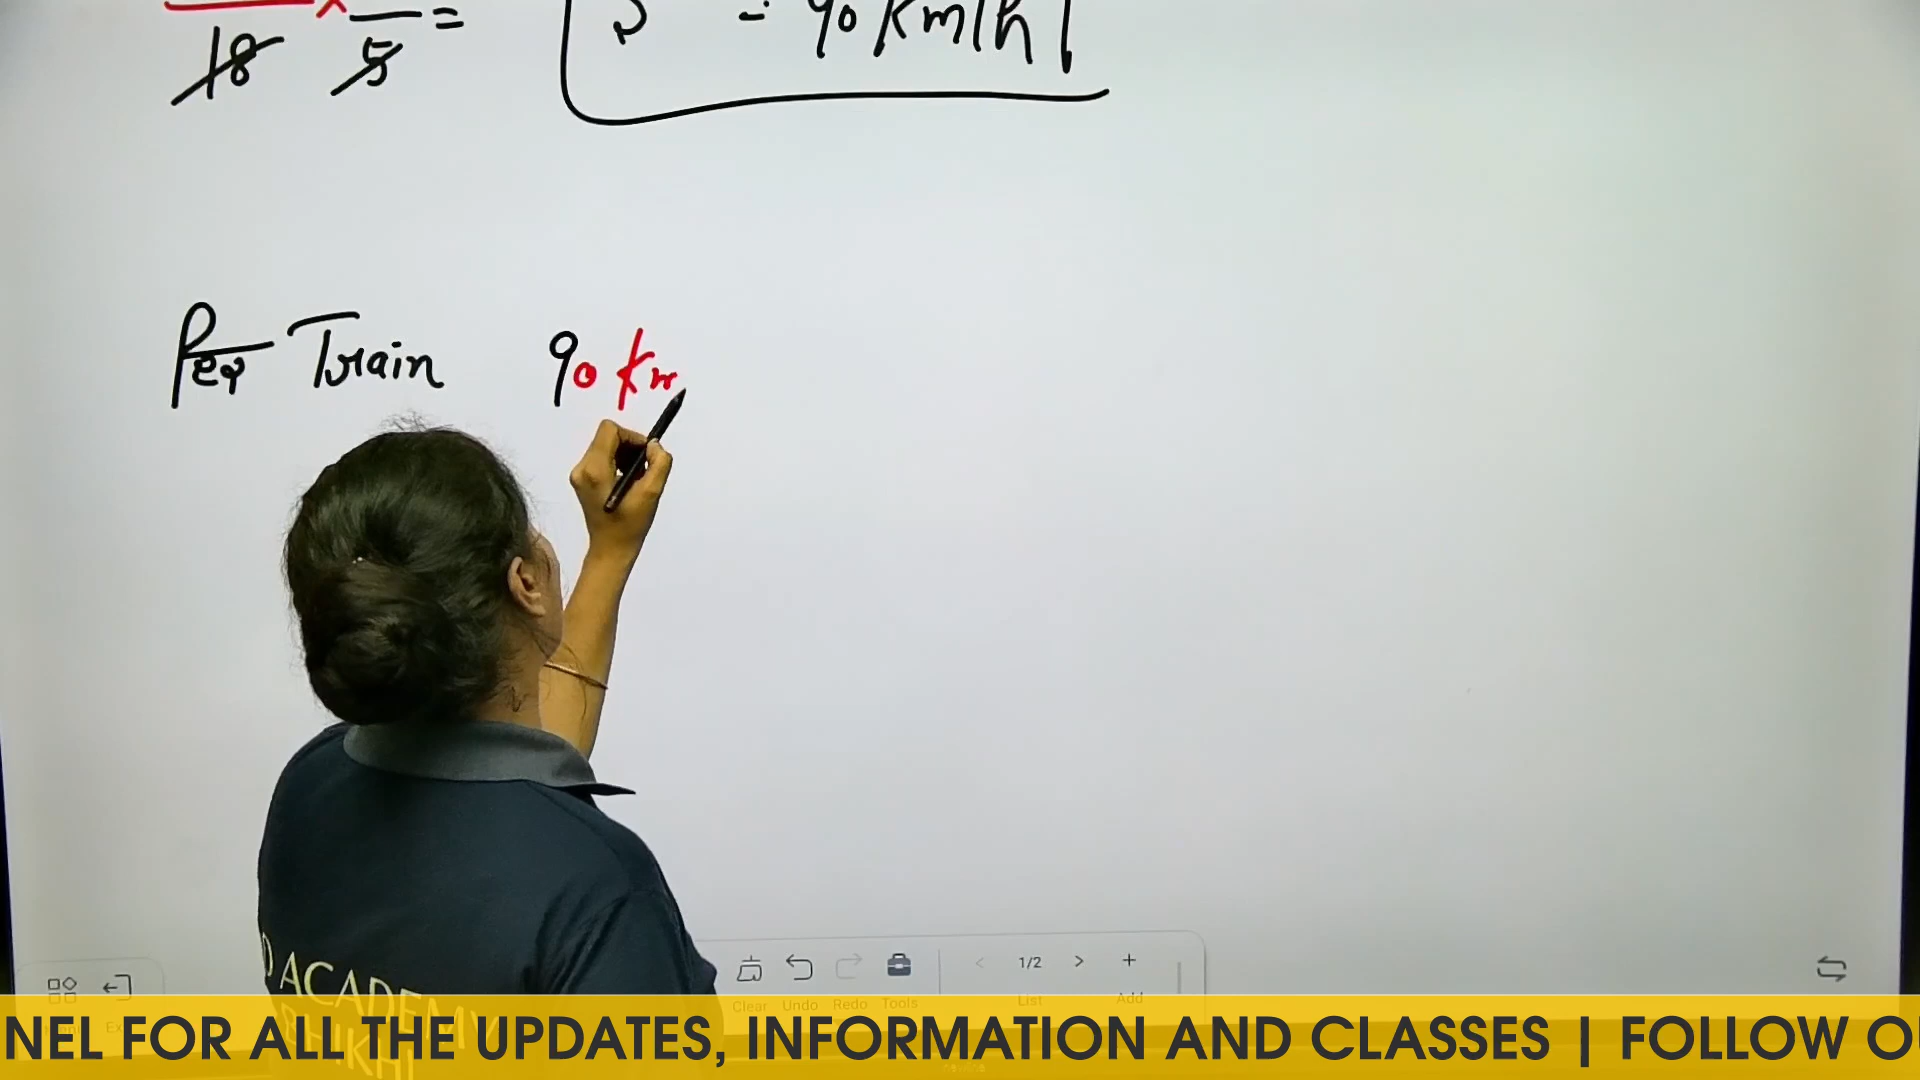 18 × 5 =
= 90 Km/h
Per Train 90 Km
Clear Undo Redo Tools
1/2
List
Add
ACADEMY
BHIKHI
NEL FOR ALL THE UPDATES, INFORMATION AND CLASSES | FOLLOW O